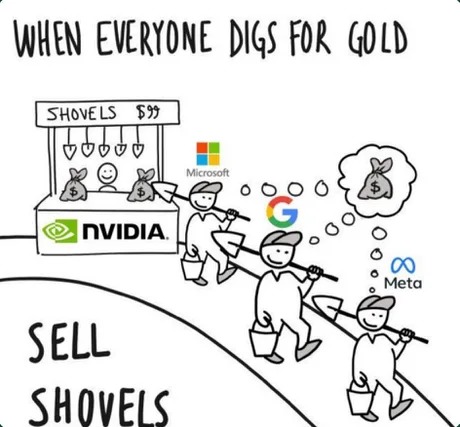 WHEN EVERYONE DIGS FOR GOLD
SHOVELS $99
$ $
Microsoft
$
G
NVIDIA.
Meta
SELL
SHOVELS